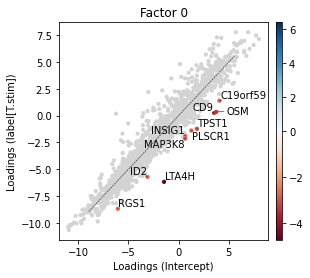 Factor 0
Loadings (label[T.stim])
7.5
5.0
2.5
0.0
−2.5
−5.0
−7.5
−10.0
C19orf59
CD9
OSM
TPST1
INSIG1
PLSCR1
MAP3K8
ID2
LTA4H
RGS1
−10
−5
0
5
Loadings (Intercept)
6
4
2
0
−2
−4